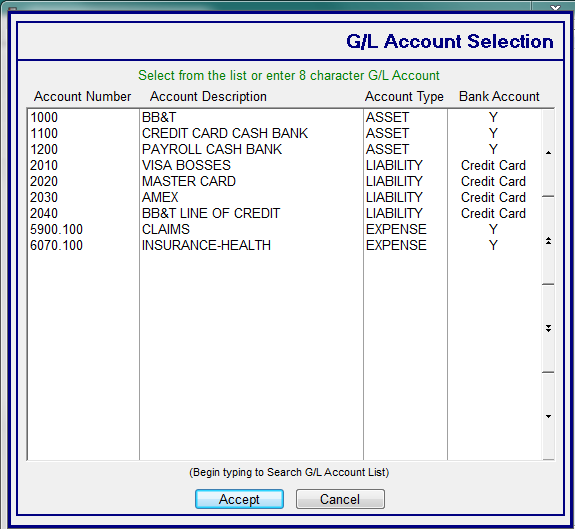 G/L Account Selection
Select from the list or enter 8 character G/L Account
Account Number Account Description Account Type Bank Account
1000 BB&T ASSET Y
1100 CREDIT CARD CASH BANK ASSET Y
1200 PAYROLL CASH BANK ASSET Y
2010 VISA BOSSES LIABILITY Credit Card
2020 MASTER CARD LIABILITY Credit Card
2030 AMEX LIABILITY Credit Card
2040 BB&T LINE OF CREDIT LIABILITY Credit Card
5900.100 CLAIMS EXPENSE Y
6070.100 INSURANCE-HEALTH EXPENSE Y
(Begin typing to Search G/L Account List)
Accept Cancel